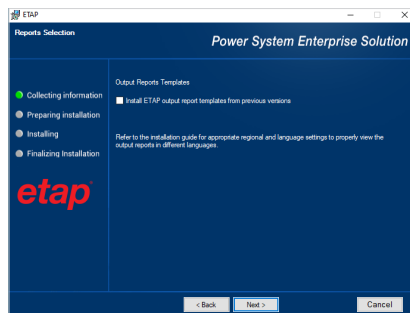 ETAP
Reports Selection
Power System Enterprise Solution
Output Reports Templates
Install ETAP output report templates from previous versions
Collecting information
Preparing installation
Installing
Refer to the installation guide for appropriate regional and language settings to properly view the
output reports in different languages.
Finalizing Installation
etap
< Back
Next >
Cancel